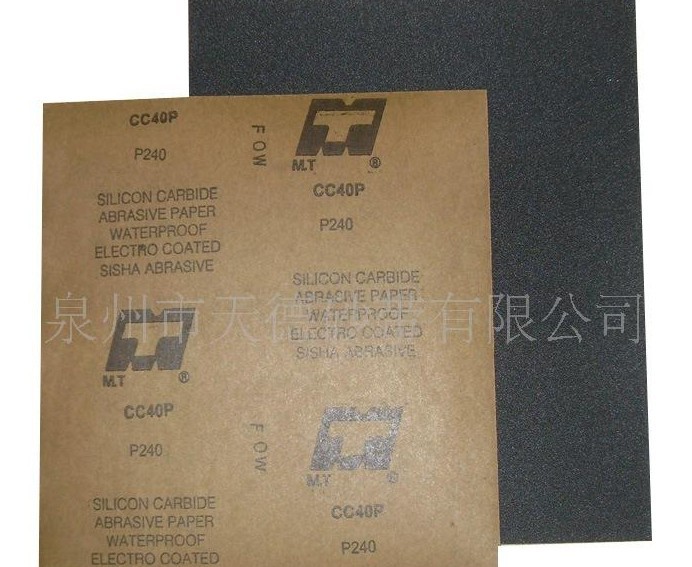 CC40P
P240
SILICON CARBIDE
ABRASIVE PAPER
WATERPROOF
ELECTRO COATED
SISHA ABRASIVE
FOW
M.T ®
CC40P
P240
SILICON CARBIDE
ABRASIVE PAPER
WATERPROOF
ELECTRO COATED
SISHA ABRASIVE
泉州市天德 有限公司
M.T ®
CC40P
P240
SILICON CARBIDE
ABRASIVE PAPER
WATERPROOF
ELECTRO COATED
FOW
M.T ®
CC40P
P240